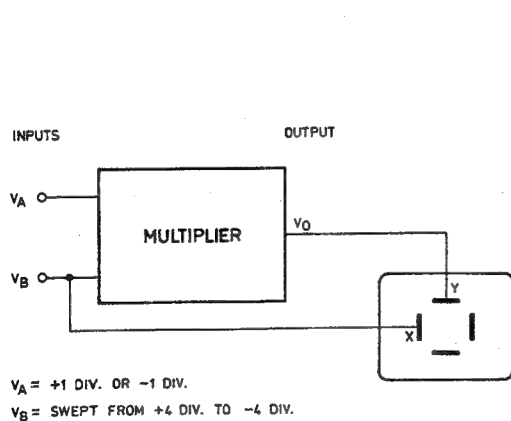 INPUTS
OUTPUT
VA
MULTIPLIER
VO
VB
Y
X
VA = +1 DIV. OR -1 DIV.
VB = SWEPT FROM +4 DIV. TO -4 DIV.